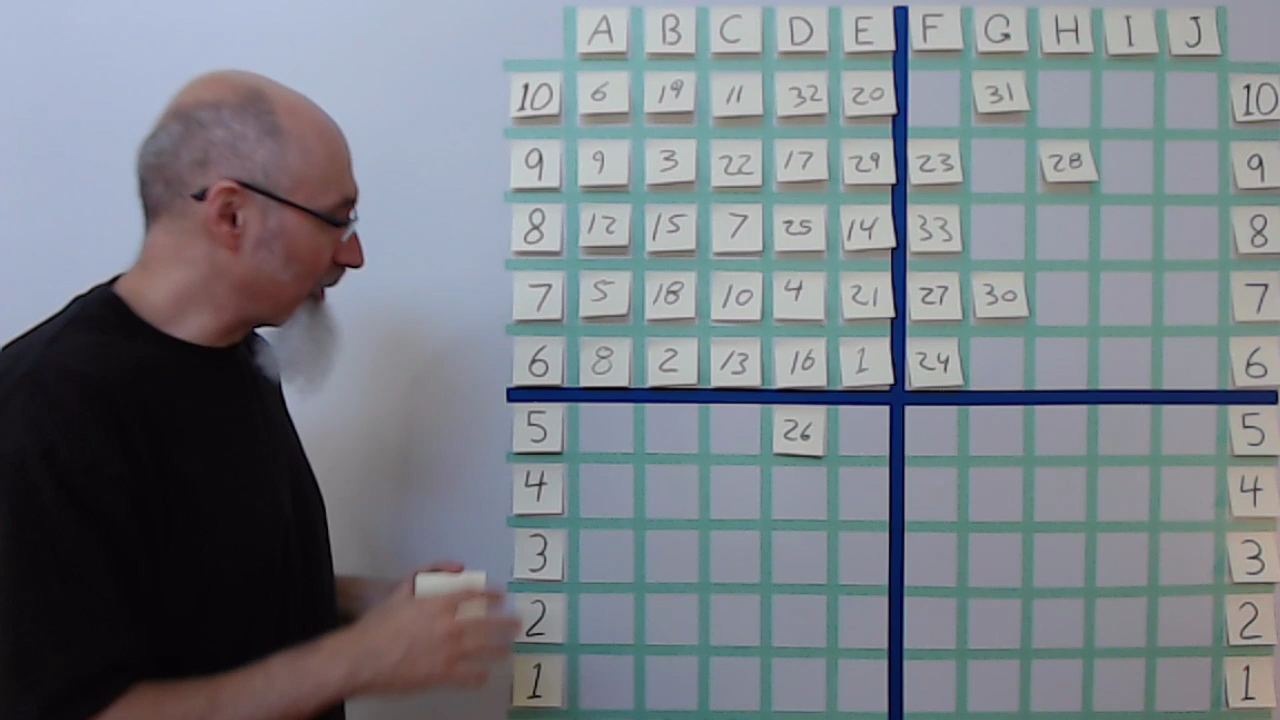 A B C D E F G H I J
10 6 19 11 32 20 31 10
9 9 3 22 17 29 23 28 9
8 12 15 7 25 14 33 8
7 5 18 10 4 21 27 30 7
6 8 2 13 16 1 24 6
5 26 5
4 4
3 3
2 2
1 1